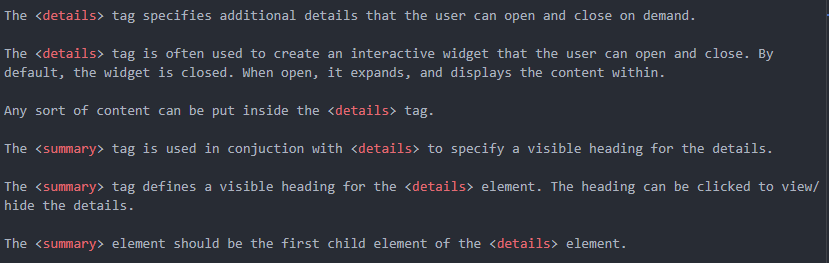 The <details> tag specifies additional details that the user can open and close on demand.
The <details> tag is often used to create an interactive widget that the user can open and close. By
default, the widget is closed. When open, it expands, and displays the content within.
Any sort of content can be put inside the <details> tag.
The <summary> tag is used in conjuction with <details> to specify a visible heading for the details.
The <summary> tag defines a visible heading for the <details> element. The heading can be clicked to view/
hide the details.
The <summary> element should be the first child element of the <details> element.